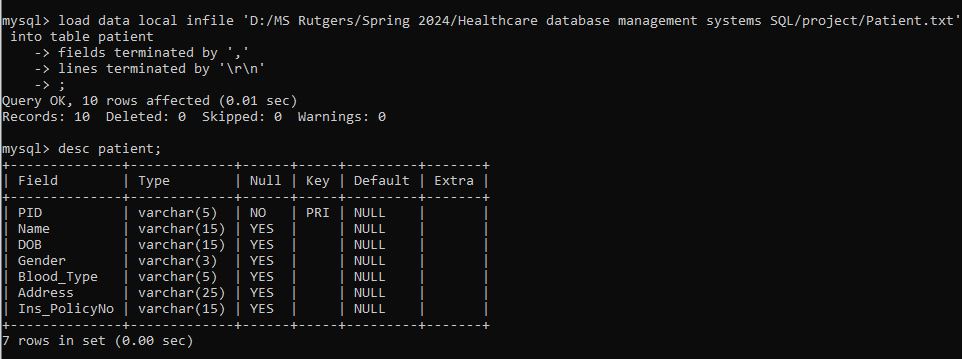 mysql> load data local infile 'D:/MS Rutgers/Spring 2024/Healthcare database management systems SQL/project/Patient.txt'
 into table patient
    -> fields terminated by ','
    -> lines terminated by '\r\n'
    -> ;
Query OK, 10 rows affected (0.01 sec)
Records: 10  Deleted: 0  Skipped: 0  Warnings: 0

mysql> desc patient;
+--------------+-------------+------+-----+---------+-------+
| Field        | Type        | Null | Key | Default | Extra |
+--------------+-------------+------+-----+---------+-------+
| PID          | varchar(5)  | NO   | PRI | NULL    |       |
| Name         | varchar(15) | YES  |     | NULL    |       |
| DOB          | varchar(15) | YES  |     | NULL    |       |
| Gender       | varchar(3)  | YES  |     | NULL    |       |
| Blood_Type   | varchar(5)  | YES  |     | NULL    |       |
| Address      | varchar(25) | YES  |     | NULL    |       |
| Ins_PolicyNo | varchar(15) | YES  |     | NULL    |       |
+--------------+-------------+------+-----+---------+-------+
7 rows in set (0.00 sec)